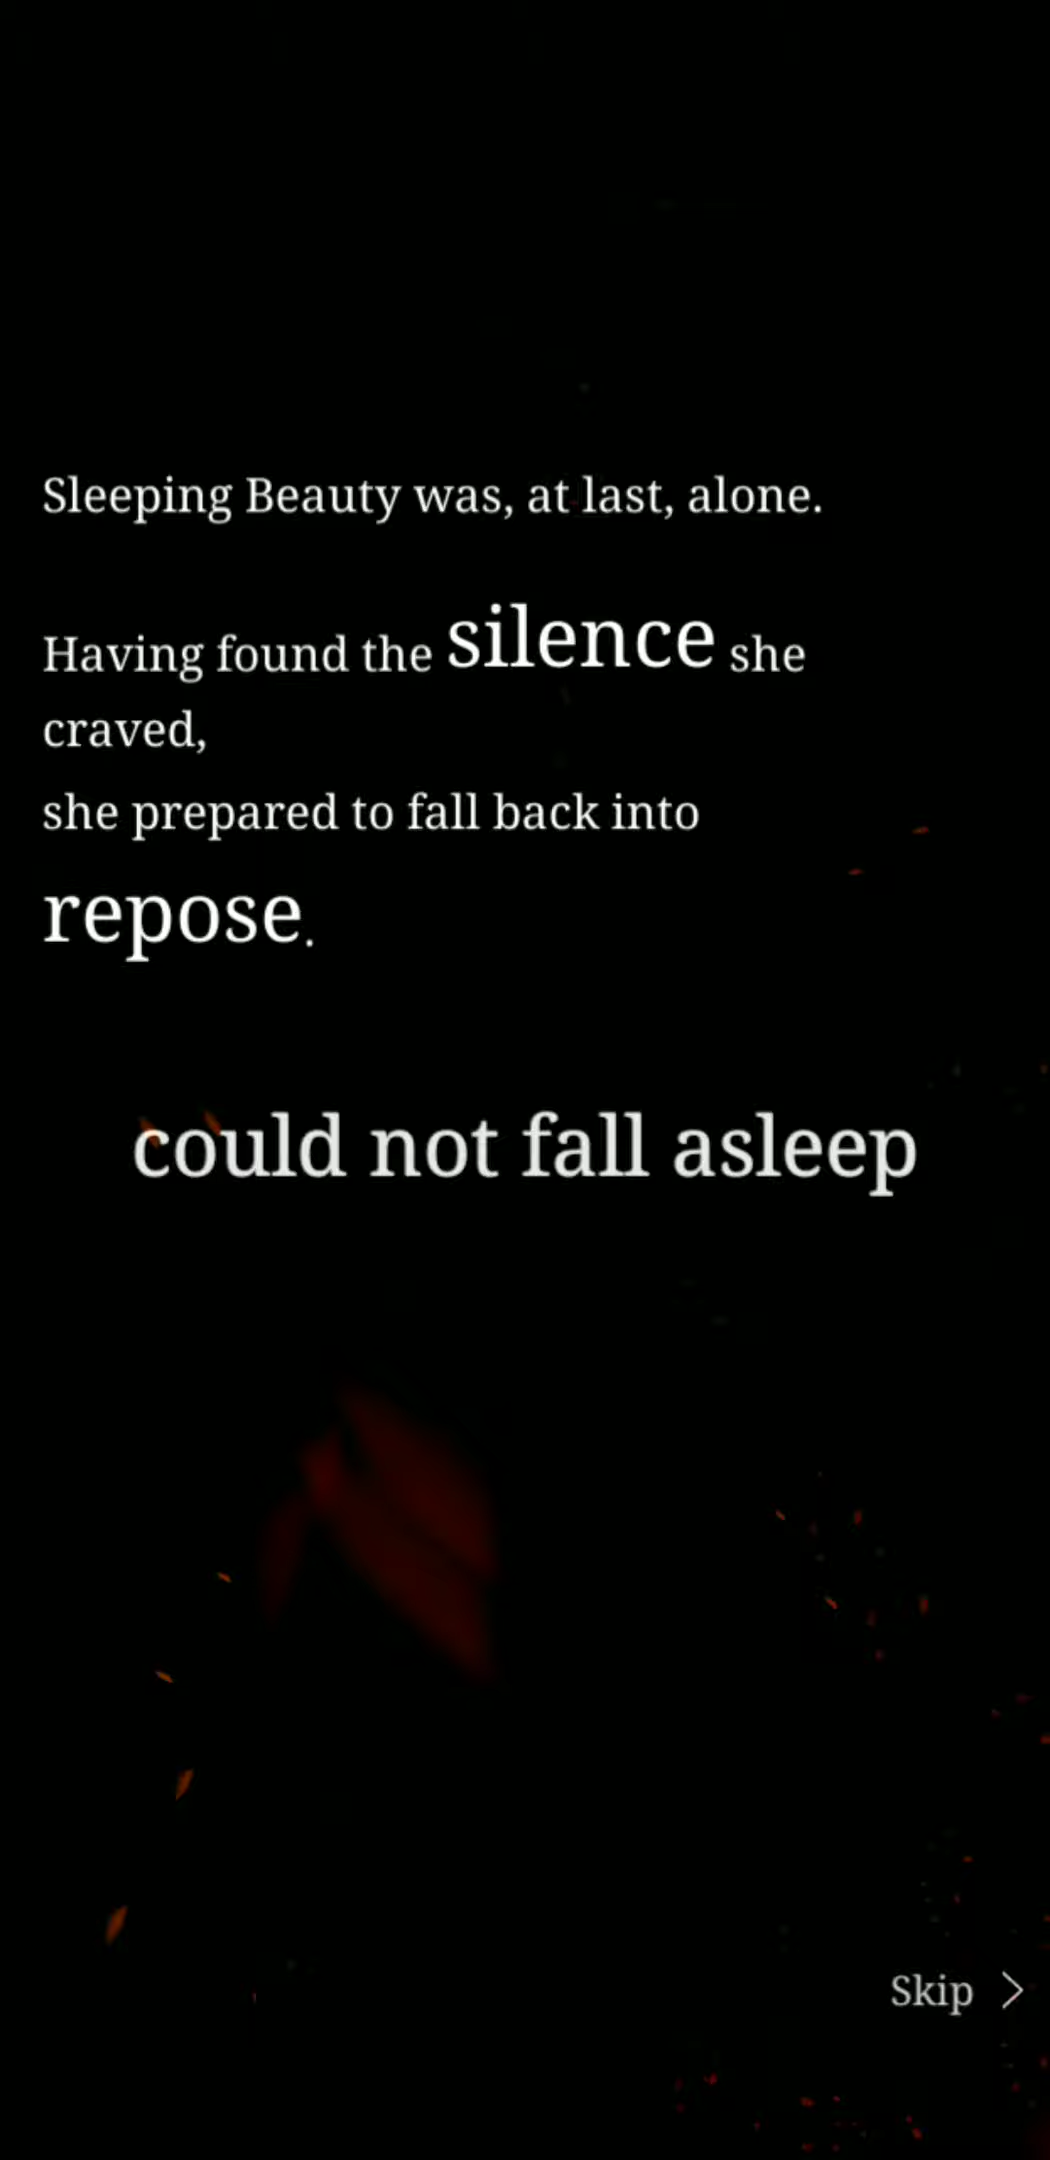 Sleeping Beauty was, at last, alone.
Having found the silence she
craved,
she prepared to fall back into
repose.
could not fall asleep
Skip >